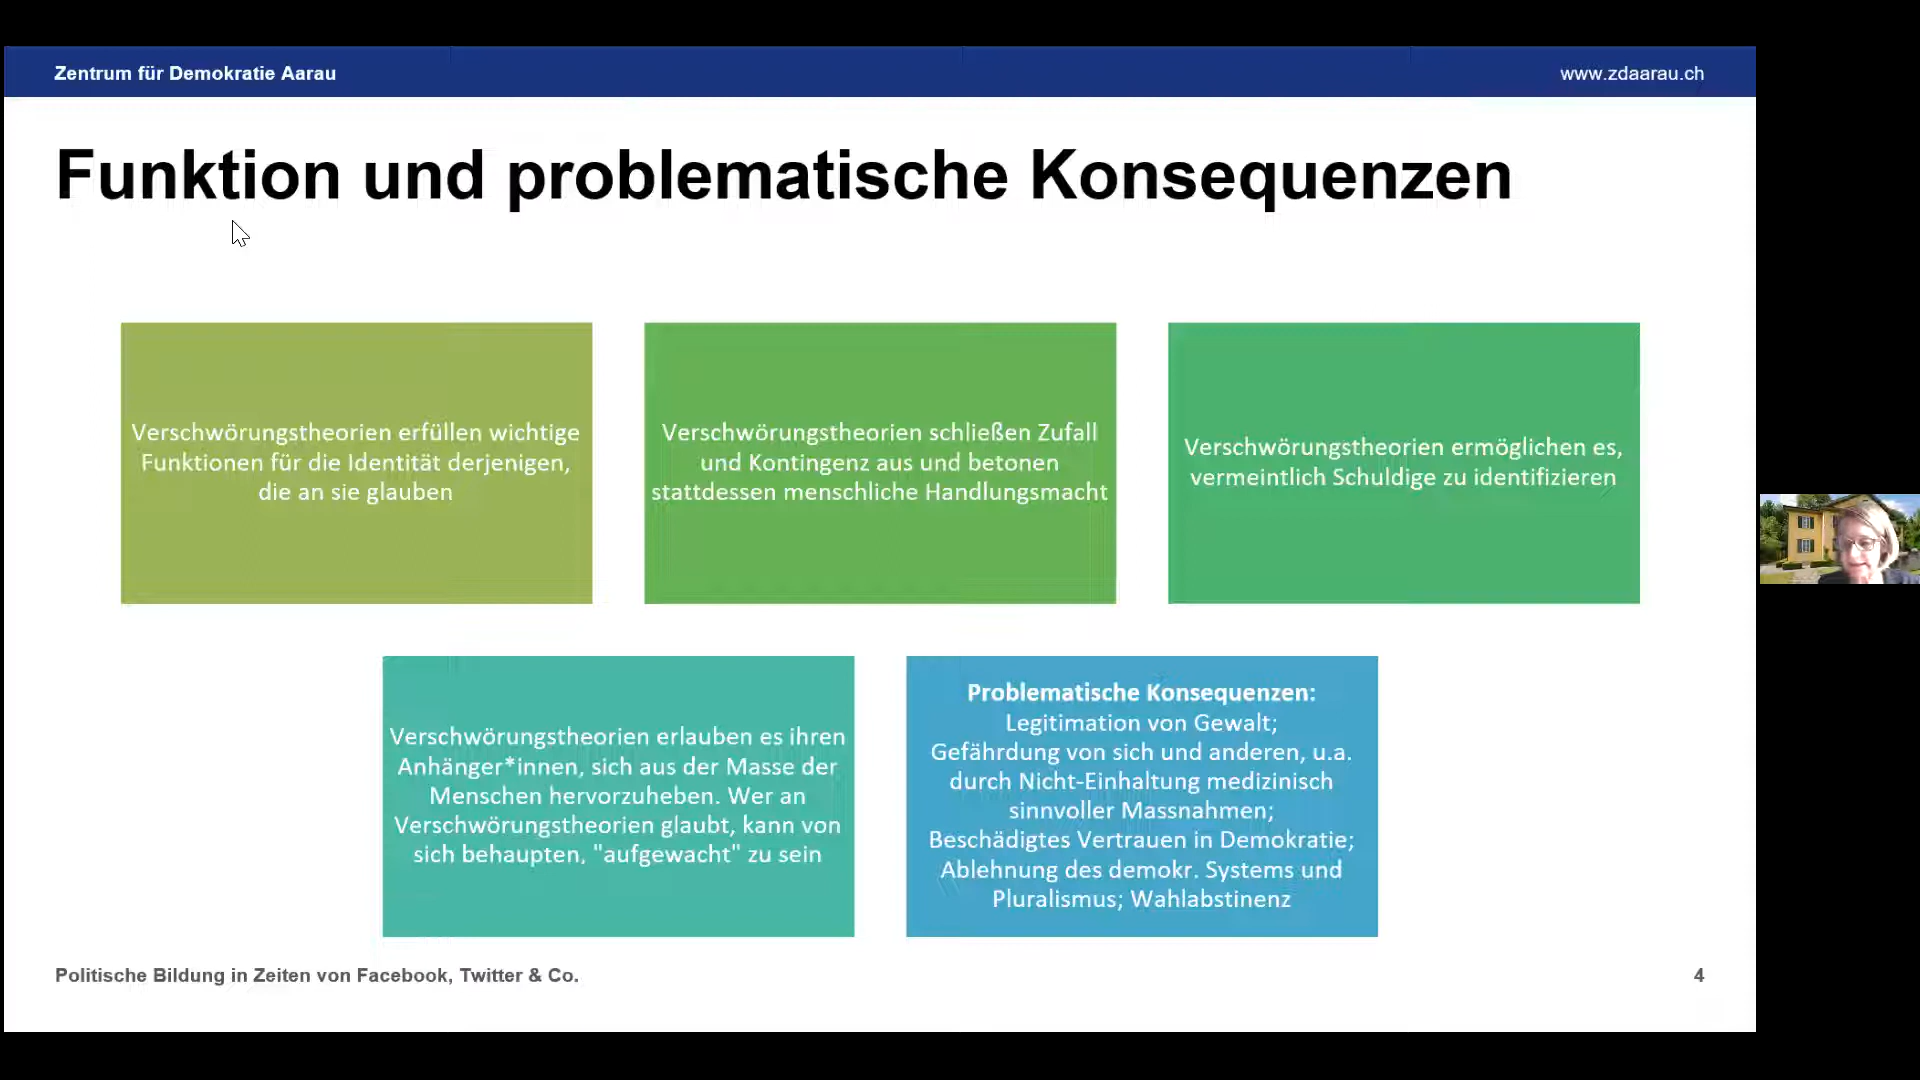 Zentrum für Demokratie Aarau
www.zdaarau.ch
Funktion und problematische Konsequenzen
Verschwörungstheorien erfüllen wichtige
Funktionen für die Identität derjenigen,
die an sie glauben
Verschwörungstheorien schließen Zufall
und Kontingenz aus und betonen
stattdessen menschliche Handlungsmacht
Verschwörungstheorien ermöglichen es,
vermeintlich Schuldige zu identifizieren
Verschwörungstheorien erlauben es ihren
Anhänger*innen, sich aus der Masse der
Menschen hervorzuheben. Wer an
Verschwörungstheorien glaubt, kann von
sich behaupten, "aufgewacht" zu sein
Problematische Konsequenzen:
Legitimation von Gewalt;
Gefährdung von sich und anderen, u.a.
durch Nicht-Einhaltung medizinisch
sinnvoller Massnahmen;
Beschädigtes Vertrauen in Demokratie;
Ablehnung des demokr. Systems und
Pluralismus; Wahlabstinenz
Politische Bildung in Zeiten von Facebook, Twitter & Co.
4